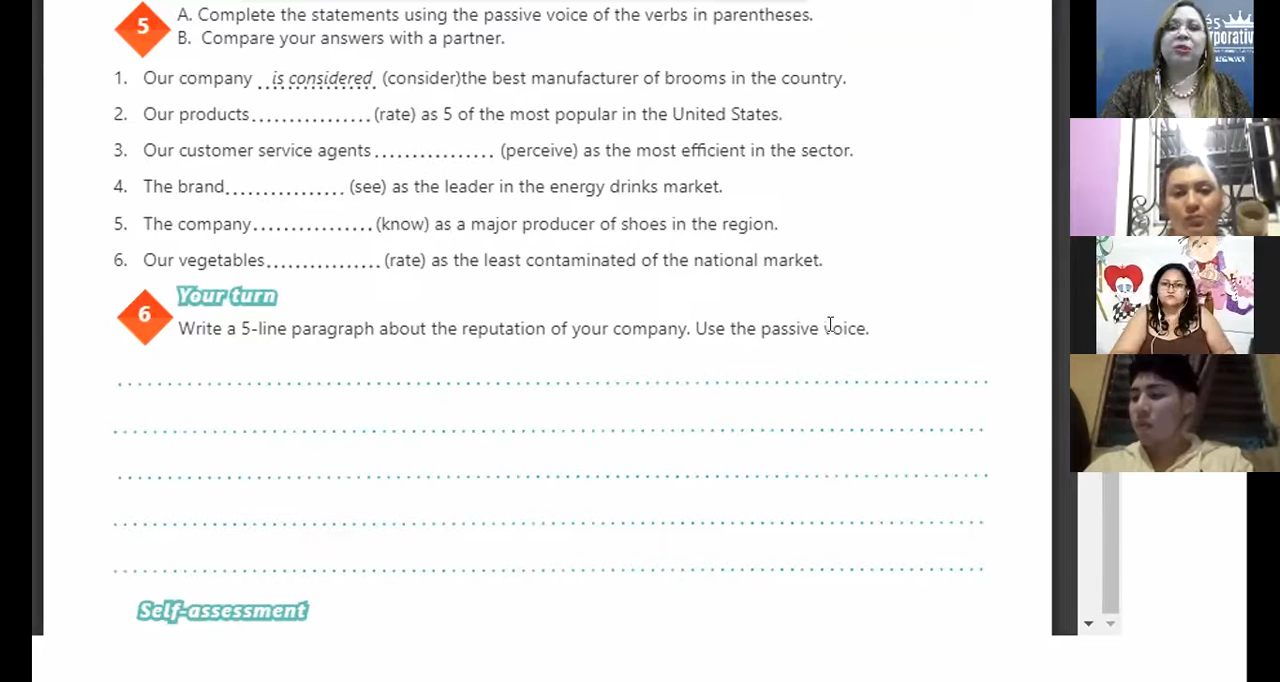 5
A. Complete the statements using the passive voice of the verbs in parentheses.
B. Compare your answers with a partner.
1. Our company ..is considered. (consider)the best manufacturer of brooms in the country.
2. Our products................(rate) as 5 of the most popular in the United States.
3. Our customer service agents................ (perceive) as the most efficient in the sector.
4. The brand................ (see) as the leader in the energy drinks market.
5. The company................(know) as a major producer of shoes in the region.
6. Our vegetables................ (rate) as the least contaminated of the national market.
6
Your turn
Write a 5-line paragraph about the reputation of your company. Use the passive voice.
Self-assessment